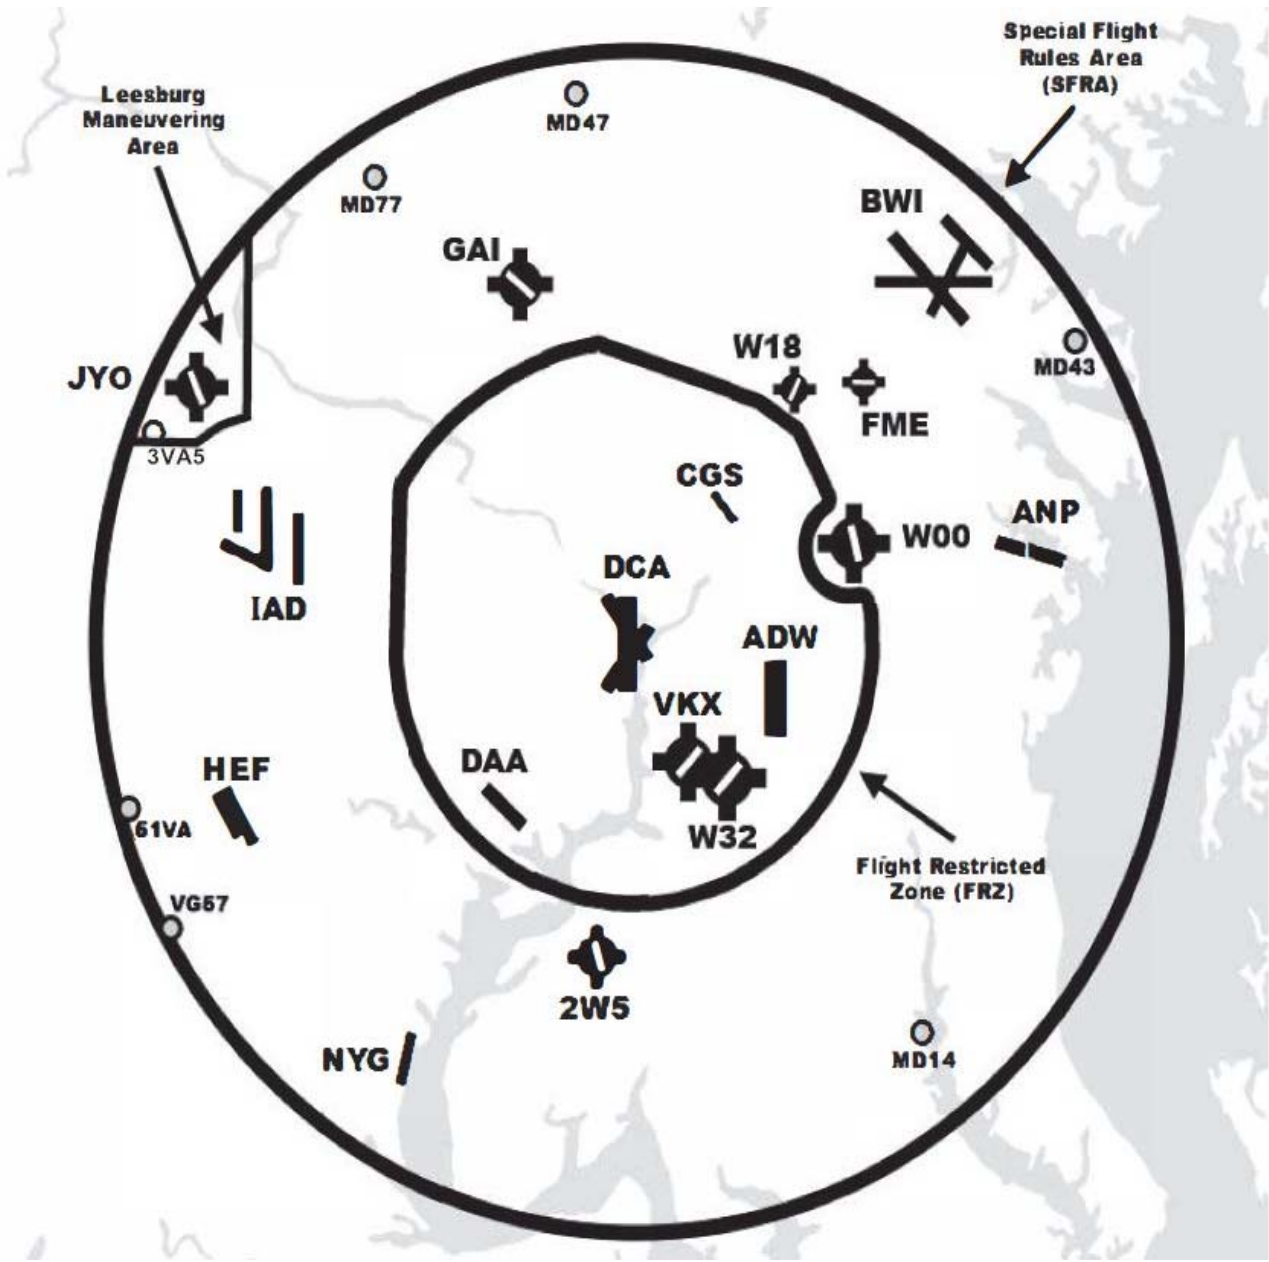 Special Flight
Rules Area
(SFRA)
Leesburg
Maneuvering
Area
MD47
MD77
BWI
GAI
W18
MD43
JYO
FME
3VA5
CGS
ANP
W00
DCA
IAD
ADW
VKX
DAA
HEF
61VA
W32
Flight Restricted
Zone (FRZ)
VG57
2W5
NYG
MD14